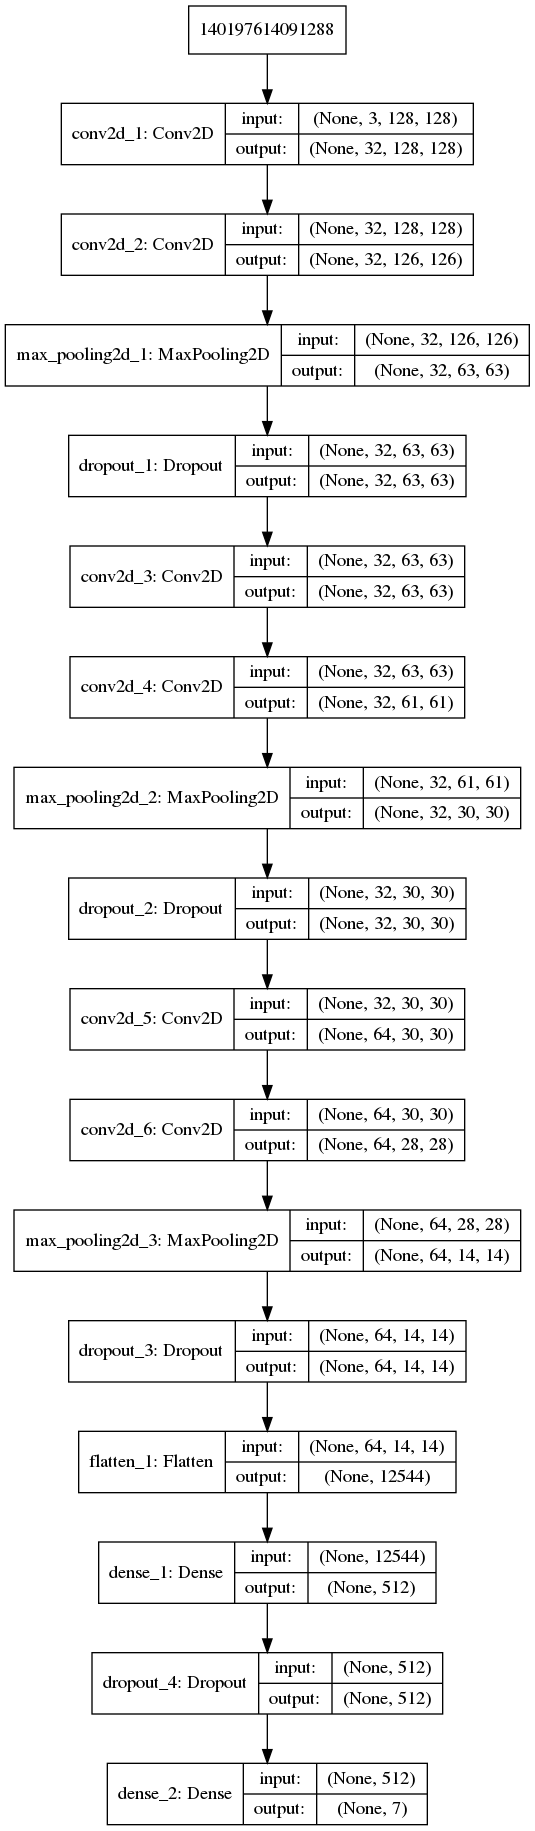 140197614091288
conv2d_1: Conv2D
input: (None, 3, 128, 128)
output: (None, 32, 128, 128)
conv2d_2: Conv2D
input: (None, 32, 128, 128)
output: (None, 32, 126, 126)
max_pooling2d_1: MaxPooling2D
input: (None, 32, 126, 126)
output: (None, 32, 63, 63)
dropout_1: Dropout
input: (None, 32, 63, 63)
output: (None, 32, 63, 63)
conv2d_3: Conv2D
input: (None, 32, 63, 63)
output: (None, 32, 63, 63)
conv2d_4: Conv2D
input: (None, 32, 63, 63)
output: (None, 32, 61, 61)
max_pooling2d_2: MaxPooling2D
input: (None, 32, 61, 61)
output: (None, 32, 30, 30)
dropout_2: Dropout
input: (None, 32, 30, 30)
output: (None, 32, 30, 30)
conv2d_5: Conv2D
input: (None, 32, 30, 30)
output: (None, 64, 30, 30)
conv2d_6: Conv2D
input: (None, 64, 30, 30)
output: (None, 64, 28, 28)
max_pooling2d_3: MaxPooling2D
input: (None, 64, 28, 28)
output: (None, 64, 14, 14)
dropout_3: Dropout
input: (None, 64, 14, 14)
output: (None, 64, 14, 14)
flatten_1: Flatten
input: (None, 64, 14, 14)
output: (None, 12544)
dense_1: Dense
input: (None, 12544)
output: (None, 512)
dropout_4: Dropout
input: (None, 512)
output: (None, 512)
dense_2: Dense
input: (None, 512)
output: (None, 7)